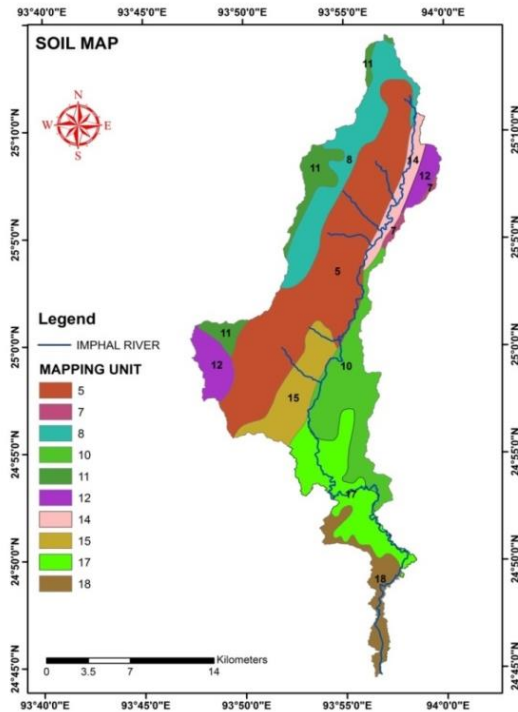 93°40'0"E 93°45'0"E 93°50'0"E 93°55'0"E 94°0'0"E
SOIL MAP
N
W E
S
11
25°10'0"N 25°10'0"N
8
14
11
12
7
7
25°5'0"N 25°5'0"N
5
Legend
IMPHAL RIVER
MAPPING UNIT
11
25°0'0"N 25°0'0"N
12
10
15
5
7
8
10
11
12
14
15
17
18
24°55'0"N 24°55'0"N
17
24°50'0"N 24°50'0"N
18
Kilometers
0 3.5 7 14
24°45'0"N 24°45'0"N
93°40'0"E 93°45'0"E 93°50'0"E 93°55'0"E 94°0'0"E